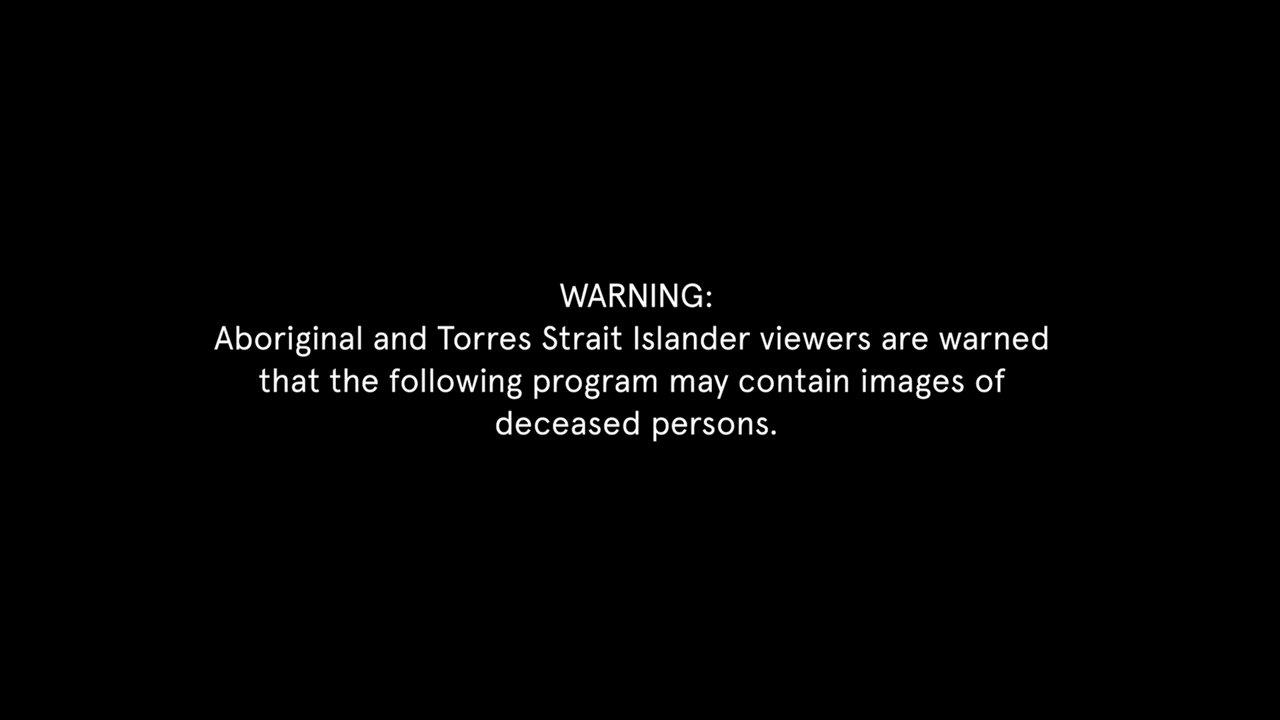 WARNING:
Aboriginal and Torres Strait Islander viewers are warned
that the following program may contain images of
deceased persons.